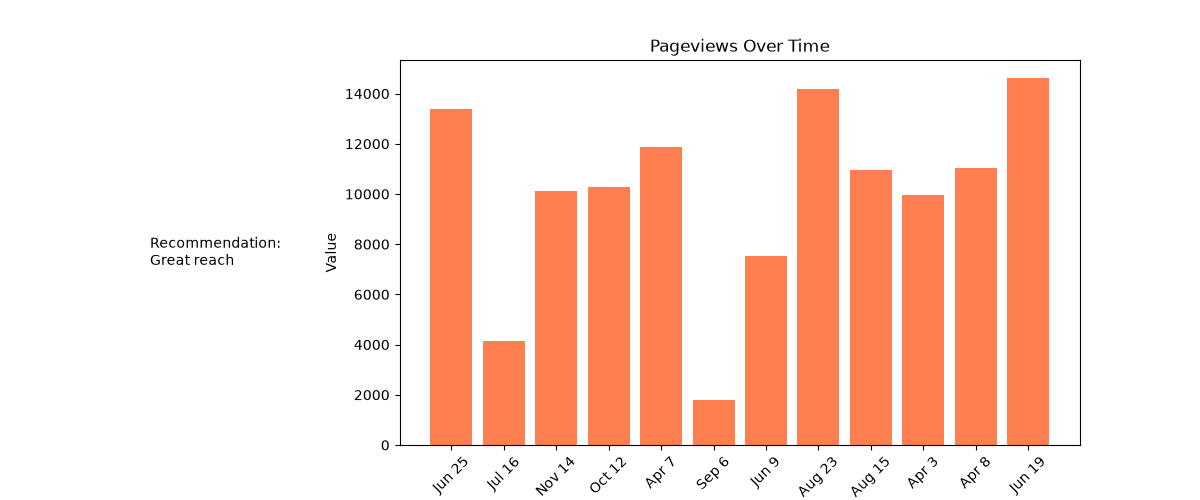 Pageviews Over Time
Recommendation:
Great reach
Value
14000
12000
10000
8000
6000
4000
2000
0
Jun 25
Jul 16
Nov 14
Oct 12
Apr 7
Sep 6
Jun 9
Aug 23
Aug 15
Apr 3
Apr 8
Jun 19